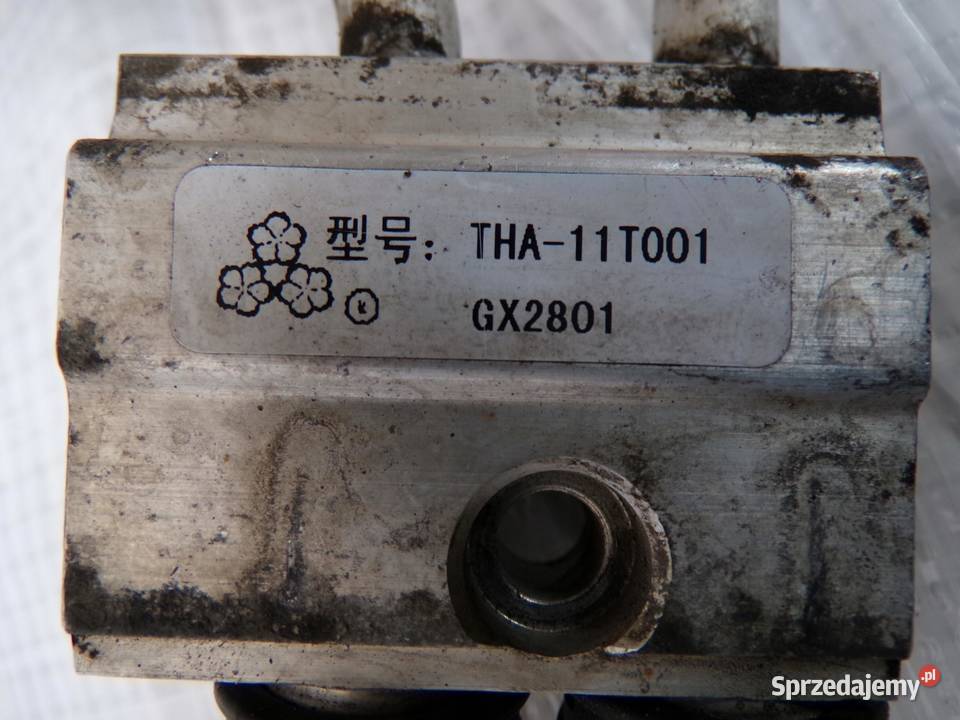 型号: THA-11T001
GX2801
Sprzedajemy.pl